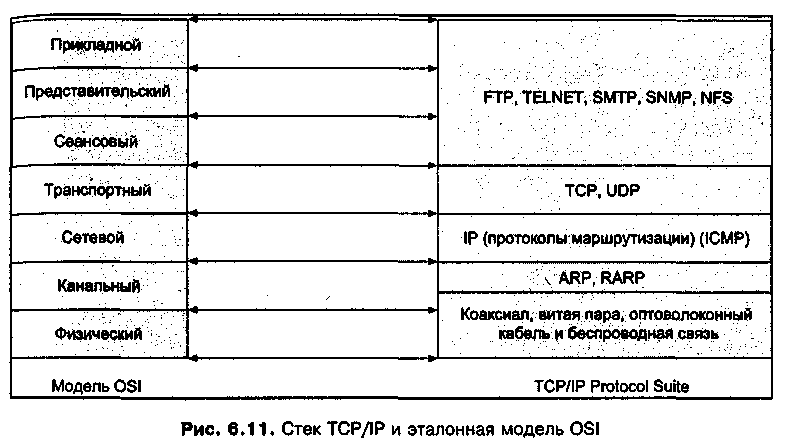 Прикладной
Представительский
Сеансовый
FTP, TELNET, SMTP, SNMP, NFS
Транспортный
TCP, UDP
Сетевой
IP (протоколы маршрутизации) (ICMP)
Канальный
ARP, RARP
Физический
Коаксиал, витая пара, оптоволоконный
кабель и беспроводная связь
Модель OSI
TCP/IP Protocol Suite
Рис. 6.11. Стек TCP/IP и эталонная модель OSI